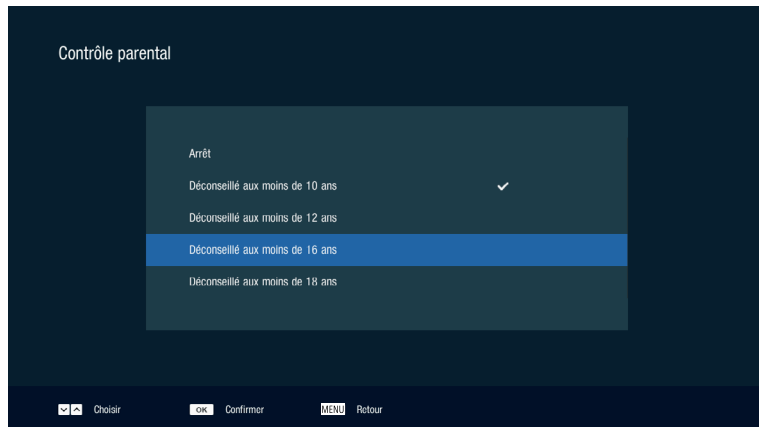 Contrôle parental
Arrêt
Déconseillé aux moins de 10 ans
Déconseillé aux moins de 12 ans
Déconseillé aux moins de 16 ans
Déconseillé aux moins de 18 ans
Choisir OK Confirmer MENU Retour